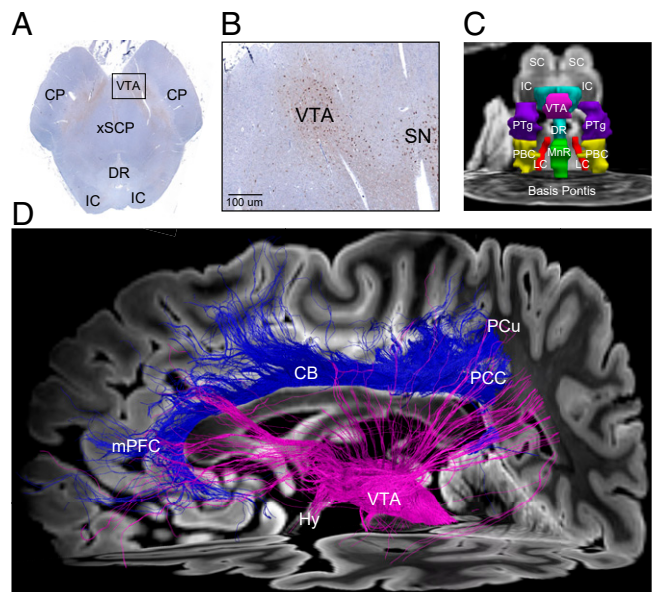 A
B
C
VTA
CP
CP
xSCP
DR
IC
IC
VTA
SN
100 um
SC
SC
IC
IC
VTA
PTg
DR
PTg
PBC
MnR
PBC
LC
LC
Basis Pontis
D
PCu
CB
PCC
mPFC
VTA
Hy